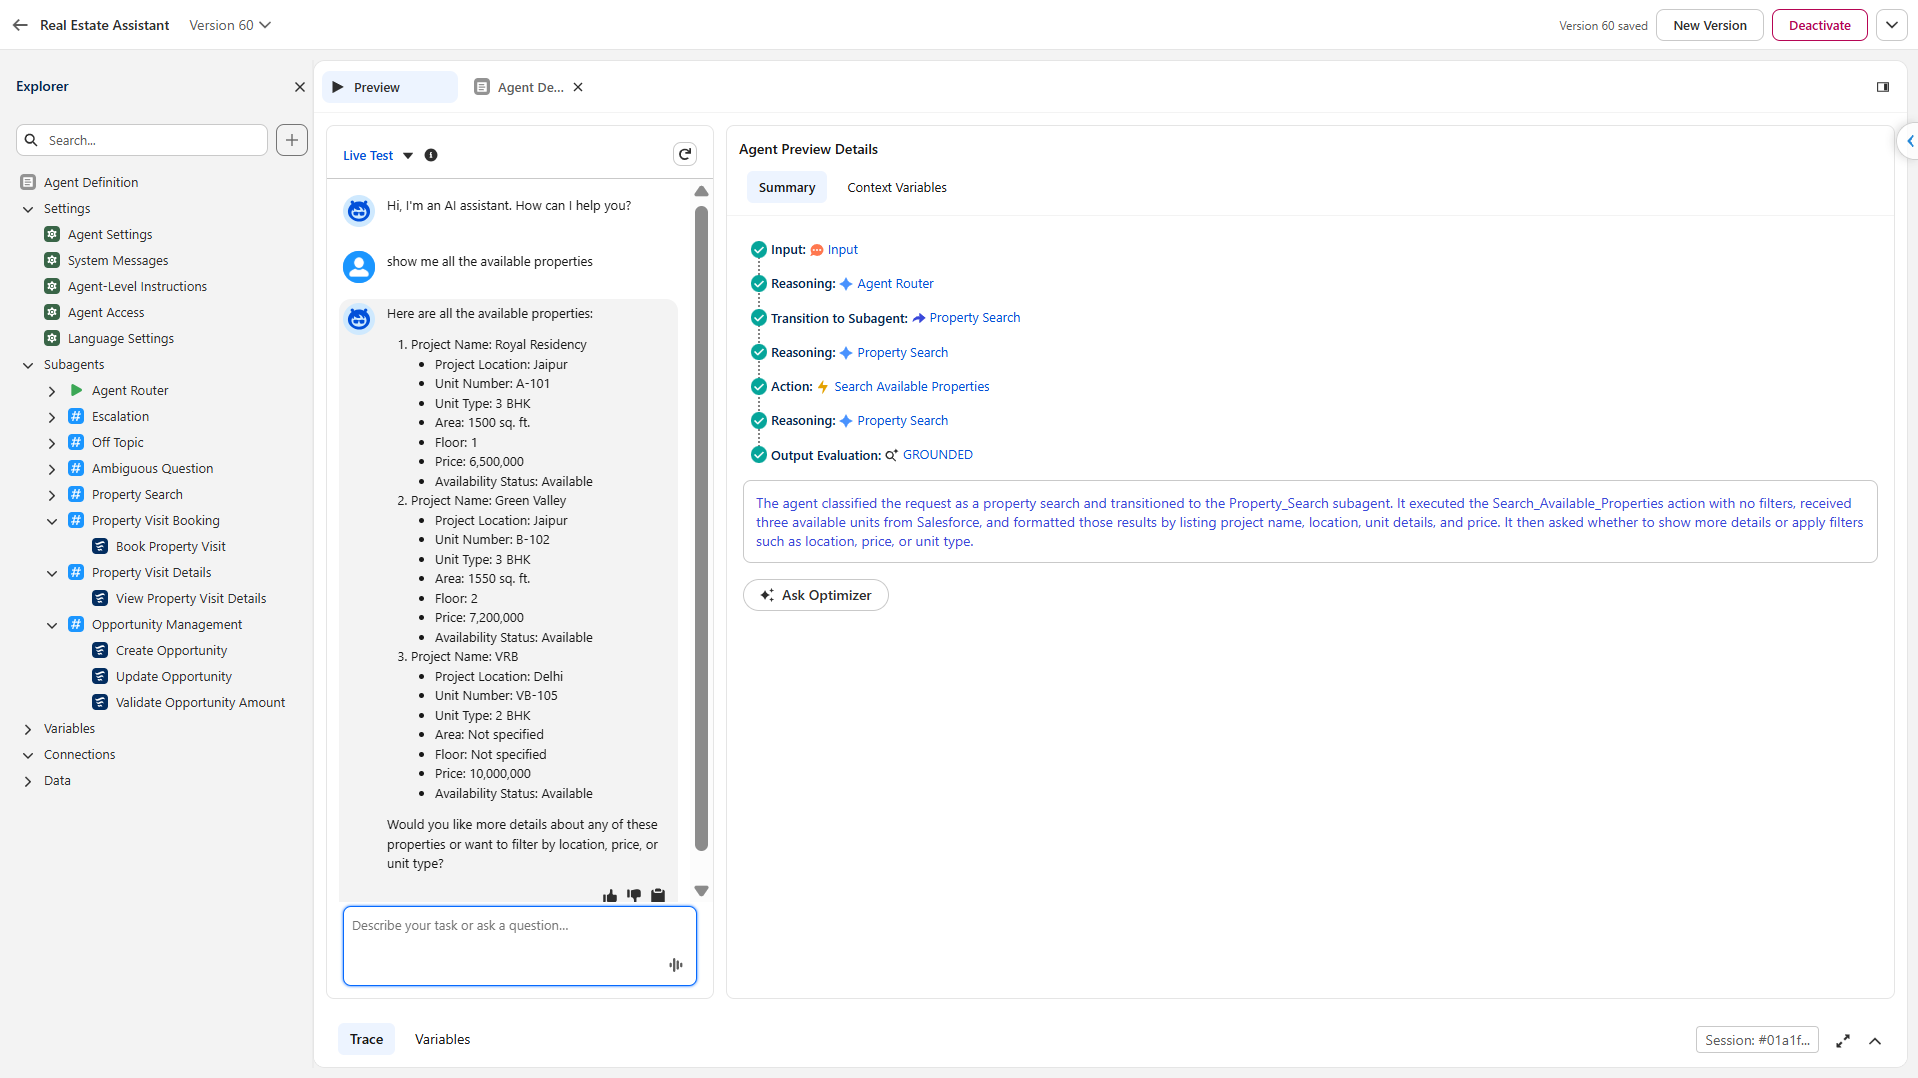 Real Estate Assistant
Version 60
Version 60 saved
New Version
Deactivate
Explorer
Search...
Agent Definition
Settings
Agent Settings
System Messages
Agent-Level Instructions
Agent Access
Language Settings
Subagents
Agent Router
Escalation
Off Topic
Ambiguous Question
Property Search
Property Visit Booking
Book Property Visit
Property Visit Details
View Property Visit Details
Opportunity Management
Create Opportunity
Update Opportunity
Validate Opportunity Amount
Variables
Connections
Data
Preview
Agent De...
Live Test
Hi, I'm an AI assistant. How can I help you?
show me all the available properties
Here are all the available properties:
1. Project Name: Royal Residency
• Project Location: Jaipur
• Unit Number: A-101
• Unit Type: 3 BHK
• Area: 1500 sq. ft.
• Floor: 1
• Price: 6,500,000
• Availability Status: Available
2. Project Name: Green Valley
• Project Location: Jaipur
• Unit Number: B-102
• Unit Type: 3 BHK
• Area: 1550 sq. ft.
• Floor: 2
• Price: 7,200,000
• Availability Status: Available
3. Project Name: VRB
• Project Location: Delhi
• Unit Number: VB-105
• Unit Type: 2 BHK
• Area: Not specified
• Floor: Not specified
• Price: 10,000,000
• Availability Status: Available
Would you like more details about any of these
properties or want to filter by location, price, or
unit type?
Describe your task or ask a question...
Agent Preview Details
Summary
Context Variables
Input: Input
Reasoning: Agent Router
Transition to Subagent: Property Search
Reasoning: Property Search
Action: Search Available Properties
Reasoning: Property Search
Output Evaluation: GROUNDED
The agent classified the request as a property search and transitioned to the Property_Search subagent. It executed the Search_Available_Properties action with no filters, received
three available units from Salesforce, and formatted those results by listing project name, location, unit details, and price. It then asked whether to show more details or apply filters
such as location, price, or unit type.
Ask Optimizer
Trace
Variables
Session: #01a1f...